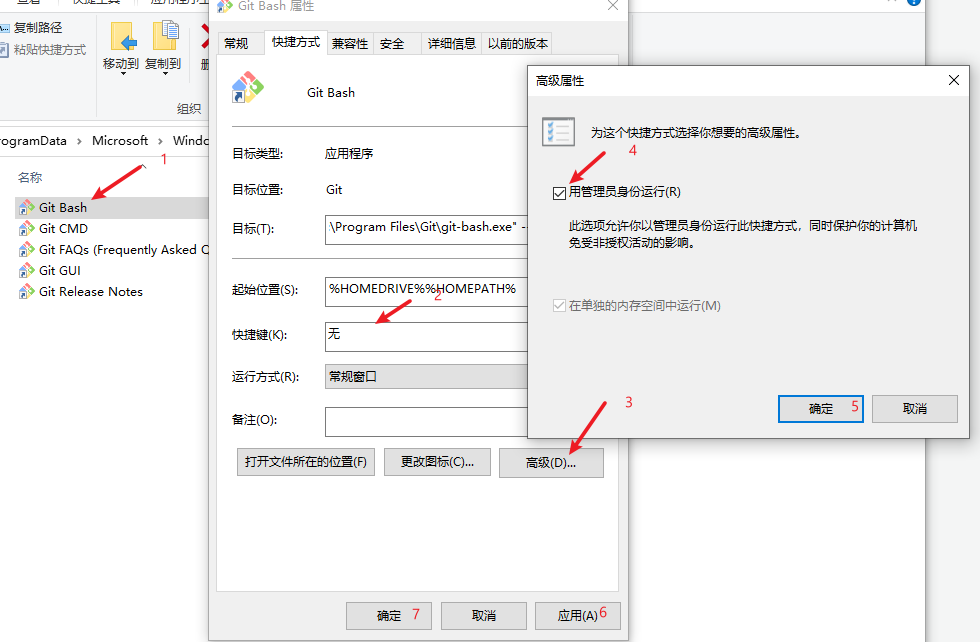 Git Bash 属性
复制路径
粘贴快捷方式
移动到
复制到
组织
rogramData > Microsoft > Windo
名称
1
Git Bash
Git CMD
Git FAQs (Frequently Asked Q
Git GUI
Git Release Notes
常规
快捷方式
兼容性
安全
详细信息
以前的版本
Git Bash
目标类型:
应用程序
目标位置:
Git
目标(T):
\Program Files\Git\git-bash.exe" --
起始位置(S):
%HOMEDRIVE%%HOMEPATH%
2
快捷键(K):
无
运行方式(R):
常规窗口
备注(O):
3
打开文件所在的位置(F)
更改图标(C)...
高级(D)...
确定 7
取消
应用(A) 6
高级属性
为这个快捷方式选择你想要的高级属性。
4
用管理员身份运行(R)
此选项允许你以管理员身份运行此快捷方式，同时保护你的计算机
免受非授权活动的影响。
在单独的内存空间中运行(M)
确定 5
取消